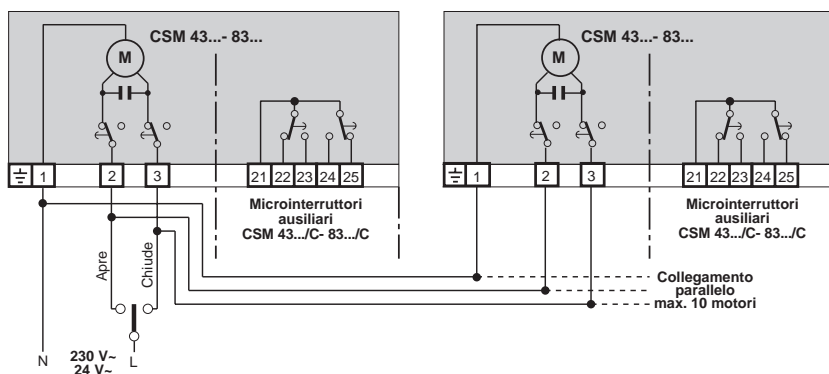 CSM 43...- 83...
M
1
2
3
21 22 23 24 25
Microinterruttori
ausiliari
CSM 43.../C- 83.../C
Apre
Chiude
N
230 V~
24 V~
L
CSM 43...- 83...
M
1
2
3
21 22 23 24 25
Microinterruttori
ausiliari
CSM 43.../C- 83.../C
Collegamento
parallelo
max. 10 motori